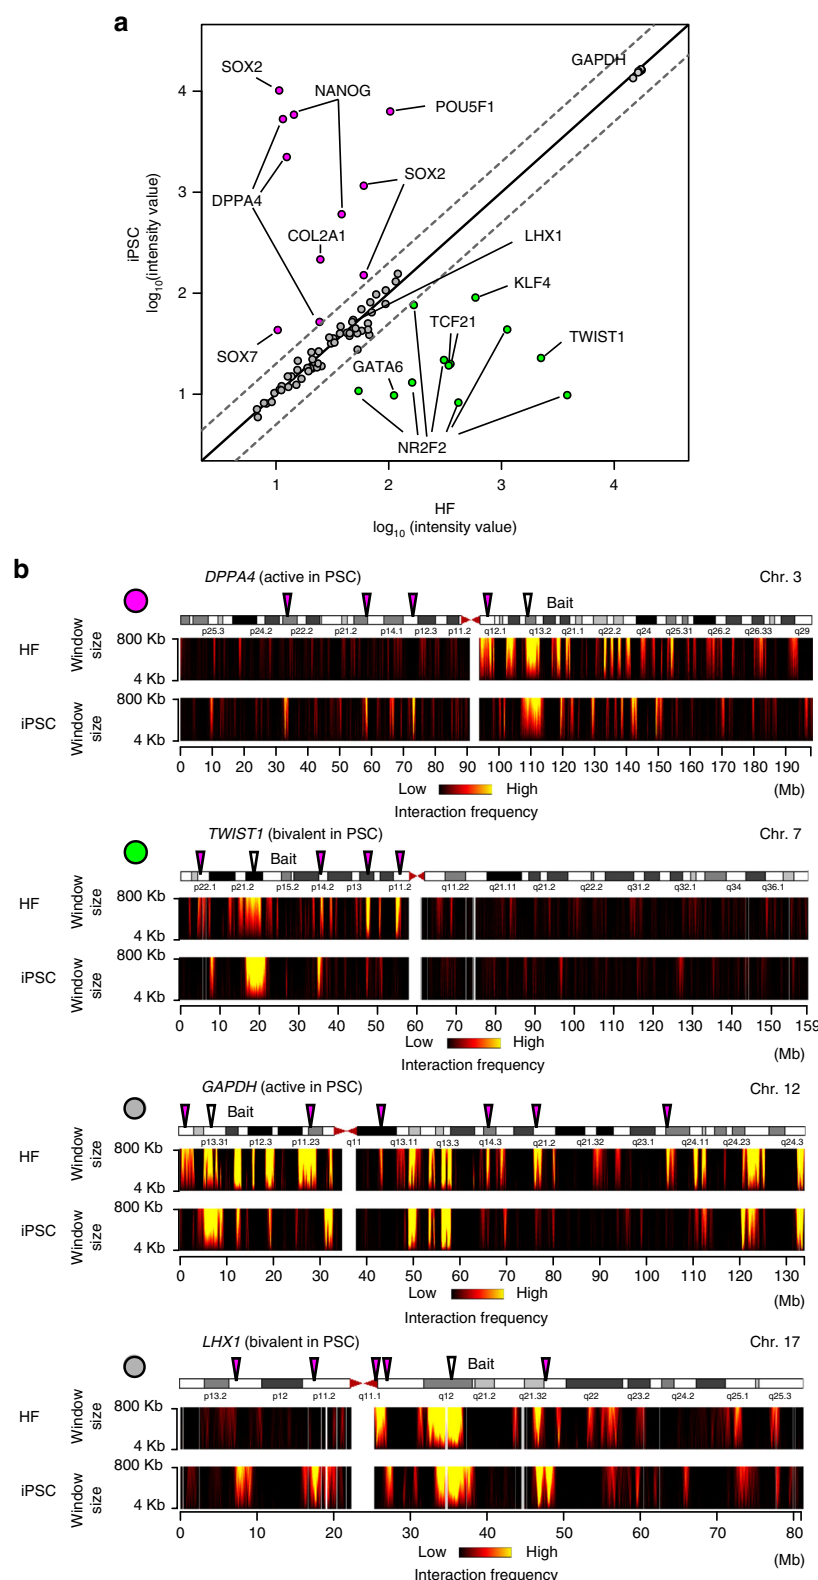 a
SOX2
NANOG
GAPDH
POU5F1
SOX2
DPPA4
COL2A1
LHX1
KLF4
SOX7
TCF21
TWIST1
GATA6
NR2F2
4
3
2
1
iPSC
log10(intensity value)
1 2 3 4
HF
log10 (intensity value)
b
DPPA4 (active in PSC) Chr. 3
Bait
p25.3 p24.2 p22.2 p21.2 p14.1 p12.3 p11.2 q12.1 q13.2 q21.1 q22.2 q24 q25.31 q26.2 q26.33 q29
HF Window size 800 Kb 4 Kb
iPSC Window size 800 Kb 4 Kb
0 10 20 30 40 50 60 70 80 90 100 110 120 130 140 150 160 170 180 190
(Mb)
Low High
Interaction frequency
TWIST1 (bivalent in PSC) Chr. 7
Bait
p22.1 p21.2 p15.2 p14.2 p13 p11.2 q11.22 q21.11 q21.2 q22.2 q31.2 q32.1 q34 q36.1
HF Window size 800 Kb 4 Kb
iPSC Window size 800 Kb 4 Kb
0 10 20 30 40 50 60 70 80 90 100 110 120 130 140 150 159
(Mb)
Low High
Interaction frequency
GAPDH (active in PSC) Chr. 12
Bait
p13.31 p12.3 p11.23 q11 q13.11 q13.3 q14.3 q21.2 q21.32 q23.1 q24.11 q24.23 q24.3
HF Window size 800 Kb 4 Kb
iPSC Window size 800 Kb 4 Kb
0 10 20 30 40 50 60 70 80 90 100 110 120 130
(Mb)
Low High
Interaction frequency
LHX1 (bivalent in PSC) Chr. 17
Bait
p13.2 p12 p11.2 q11.1 q12 q21.2 q21.32 q22 q23.2 q24.2 q25.1 q25.3
HF Window size 800 Kb 4 Kb
iPSC Window size 800 Kb 4 Kb
0 10 20 30 40 50 60 70 80
(Mb)
Low High
Interaction frequency